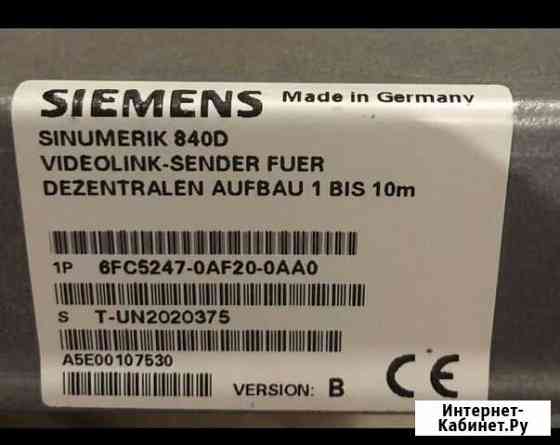 SIEMENS Made in Germany
SINUMERIK 840D
VIDEOLINK-SENDER FUER
DEZENTRALEN AUFBAU 1 BIS 10m
1P 6FC5247-0AF20-0AA0
S T-UN2020375
A5E00107530
VERSION: B CE
Интернет-
Кабинет.Ру